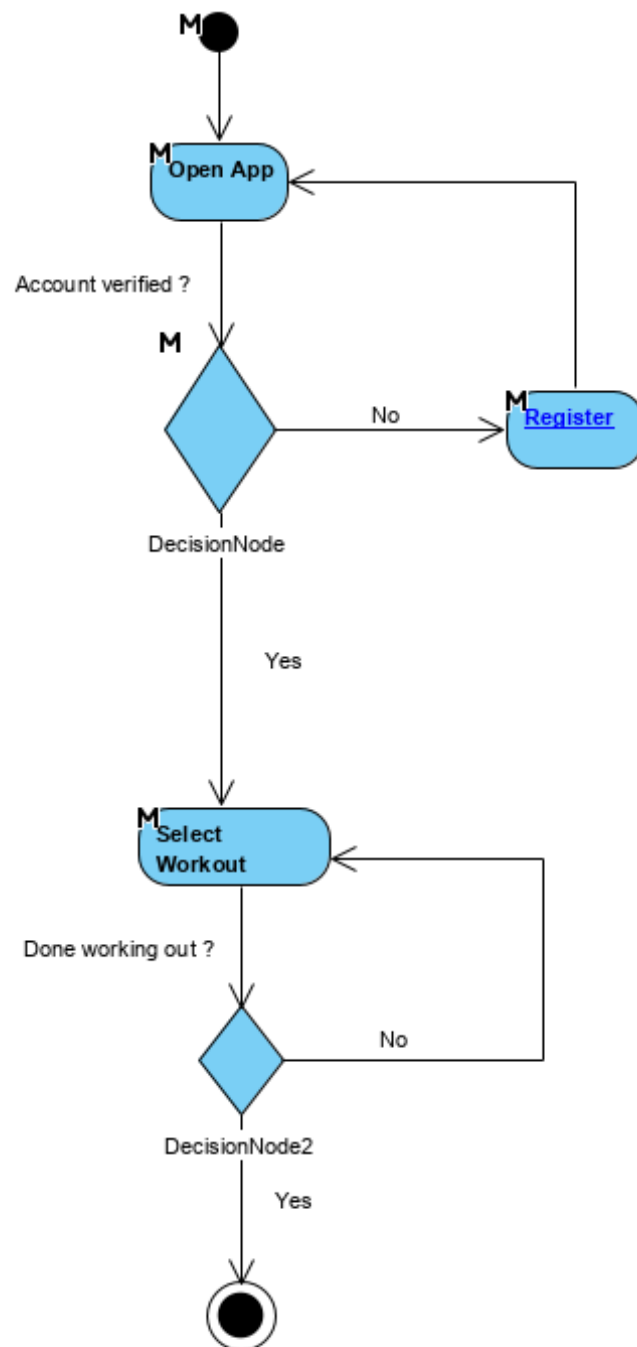 M
M
Open App
Account verified ?
M
No
M
Register
DecisionNode
Yes
M
Select
Workout
Done working out ?
No
DecisionNode2
Yes